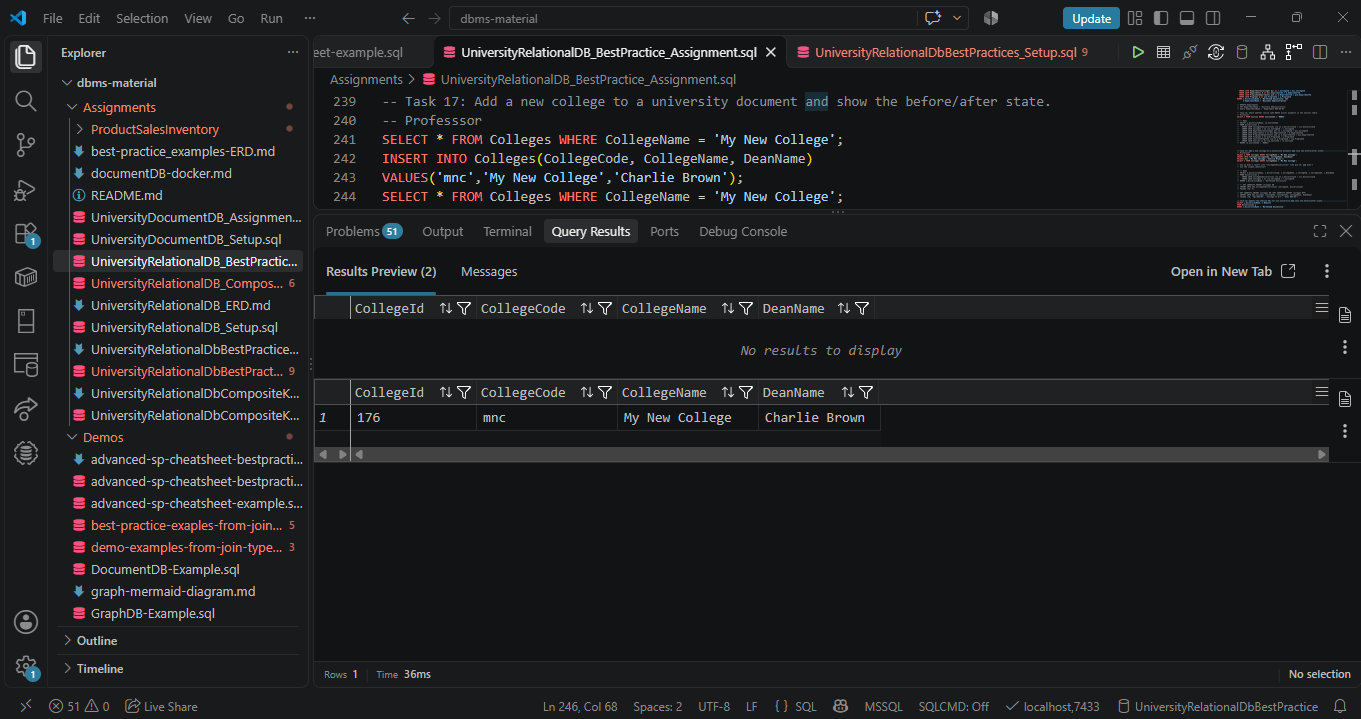 File Edit Selection View Go Run ··· dbms-material Update
Explorer ···
dbms-material
Assignments
ProductSalesInventory
best-practice_examples-ERD.md
documentDB-docker.md
README.md
UniversityDocumentDB_Assignmen...
UniversityDocumentDB_Setup.sql
UniversityRelationalDB_BestPractic...
UniversityRelationalDB_Compos... 6
UniversityRelationalDB_ERD.md
UniversityRelationalDB_Setup.sql
UniversityRelationalDbBestPractice...
UniversityRelationalDbBestPract... 9
UniversityRelationalDbCompositeK...
UniversityRelationalDbCompositeK...
Demos
advanced-sp-cheatsheet-bestpracti...
advanced-sp-cheatsheet-bestpracti...
advanced-sp-cheatsheet-example.s...
best-practice-exaples-from-join... 5
demo-examples-from-join-type... 3
DocumentDB-Example.sql
graph-mermaid-diagram.md
GraphDB-Example.sql
Outline
Timeline
1
1
eet-example.sql UniversityRelationalDB_BestPractice_Assignment.sql UniversityRelationalDbBestPractices_Setup.sql 9 ···
Assignments > UniversityRelationalDB_BestPractice_Assignment.sql
239 -- Task 17: Add a new college to a university document and show the before/after state.
240 -- Professsor
241 SELECT * FROM Colleges WHERE CollegeName = 'My New College';
242 INSERT INTO Colleges(CollegeCode, CollegeName, DeanName)
243 VALUES('mnc','My New College','Charlie Brown');
244 SELECT * FROM Colleges WHERE CollegeName = 'My New College';
Problems 51 Output Terminal Query Results Ports Debug Console
Results Preview (2) Messages Open in New Tab
CollegeId CollegeCode CollegeName DeanName
No results to display
CollegeId CollegeCode CollegeName DeanName
1 176 mnc My New College Charlie Brown
Rows 1 Time 36ms No selection
51 0 Live Share Ln 246, Col 68 Spaces: 2 UTF-8 LF { } SQL MSSQL SQLCMD: Off localhost,7433 UniversityRelationalDbBestPractice